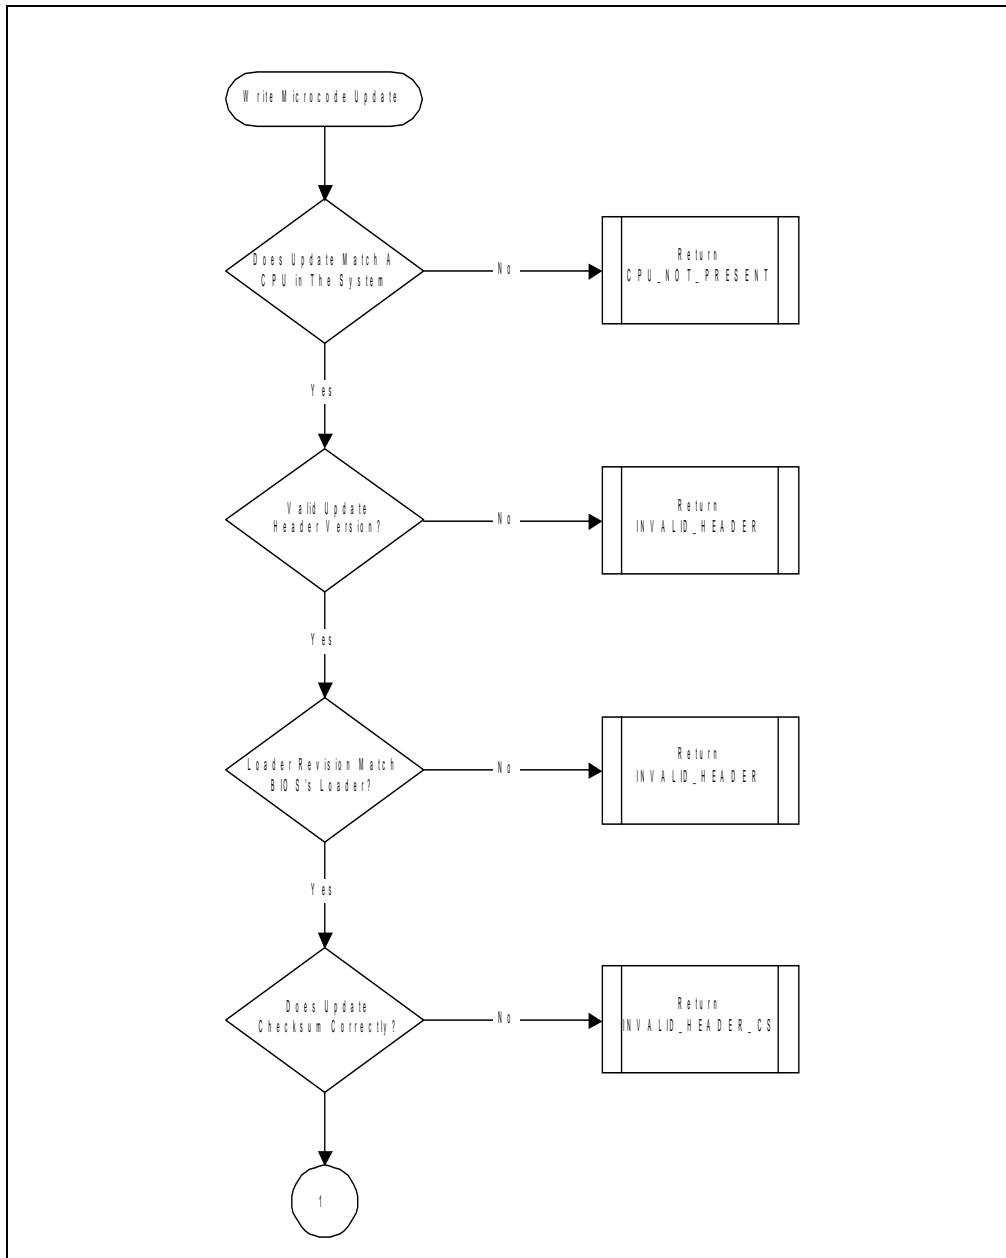 Write Microcode Update
Does Update Match A
CPU in The System
No
Return
CPU_NOT_PRESENT
Yes
Valid Update
Header Version?
No
Return
INVALID_HEADER
Yes
Loader Revision Match
BIOS's Loader?
No
Return
INVALID_HEADER
Yes
Does Update
Checksum Correctly?
No
Return
INVALID_HEADER_CS
1